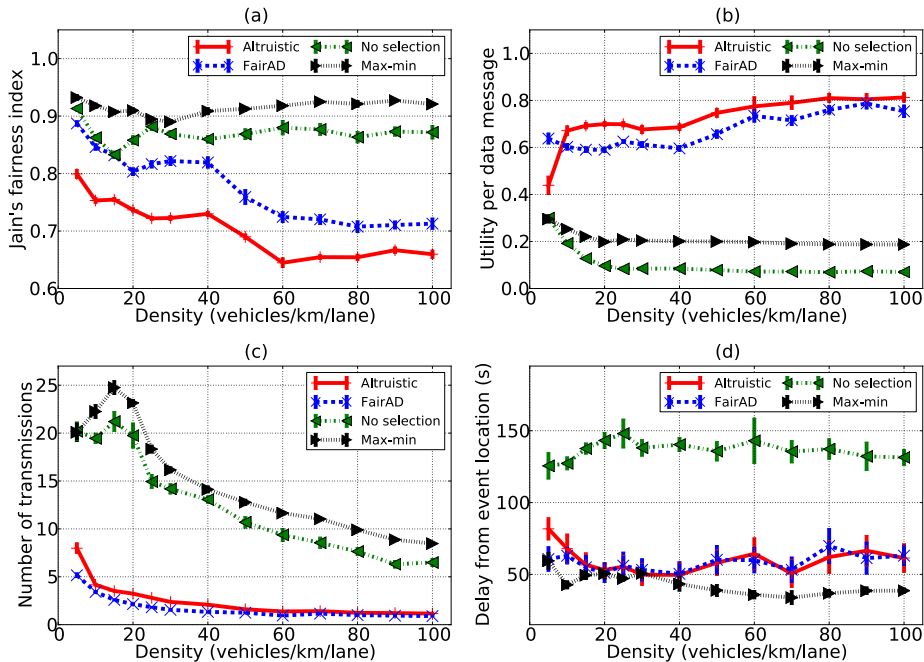 (a)
Altruistic
FairAD
No selection
Max-min
1.0
0.9
0.8
0.7
0.6
Jain's fairness index
0 20 40 60 80 100
Density (vehicles/km/lane)
(b)
Altruistic
FairAD
No selection
Max-min
1.0
0.8
0.6
0.4
0.2
0.0
Utility per data message
0 20 40 60 80 100
Density (vehicles/km/lane)
(c)
Altruistic
FairAD
No selection
Max-min
25
20
15
10
5
0
Number of transmissions
0 20 40 60 80 100
Density (vehicles/km/lane)
(d)
Altruistic
FairAD
No selection
Max-min
150
100
50
Delay from event location (s)
0 20 40 60 80 100
Density (vehicles/km/lane)